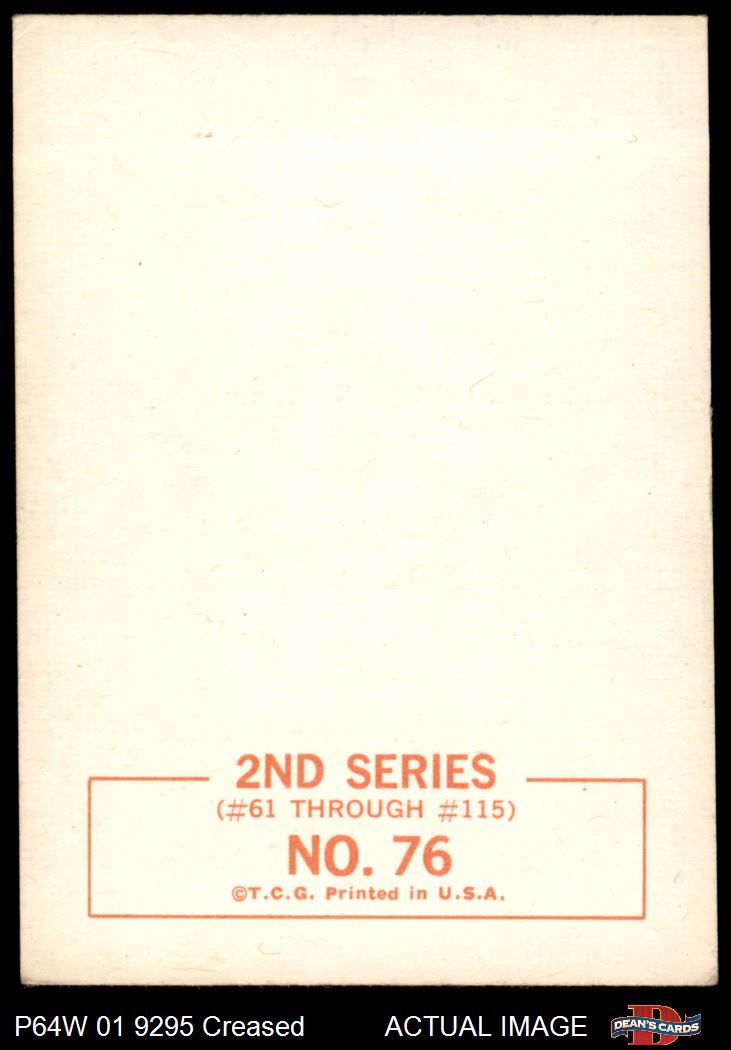 2ND SERIES
(#61 THROUGH #115)
NO. 76
©T.C.G. Printed in U.S.A.
P64W 01 9295 Creased ACTUAL IMAGE
D
DEAN'S CARDS